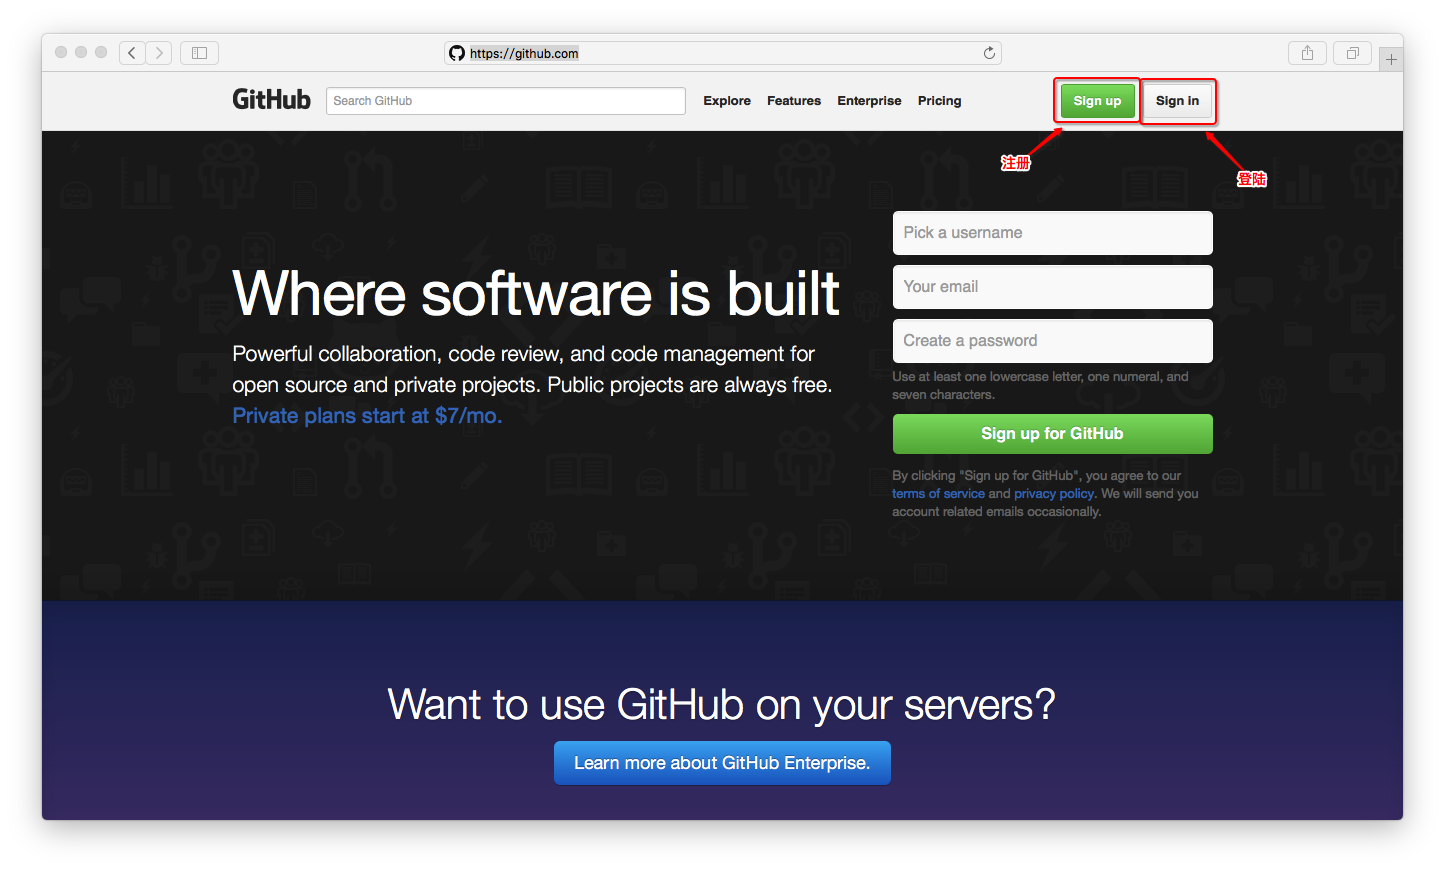 https://github.com
GitHub
Search GitHub
Explore
Features
Enterprise
Pricing
Sign up
Sign in
注册
登陆
Where software is built
Powerful collaboration, code review, and code management for
open source and private projects. Public projects are always free.
Private plans start at $7/mo.
Pick a username
Your email
Create a password
Use at least one lowercase letter, one numeral, and
seven characters.
Sign up for GitHub
By clicking "Sign up for GitHub", you agree to our
terms of service and privacy policy. We will send you
account related emails occasionally.
Want to use GitHub on your servers?
Learn more about GitHub Enterprise.